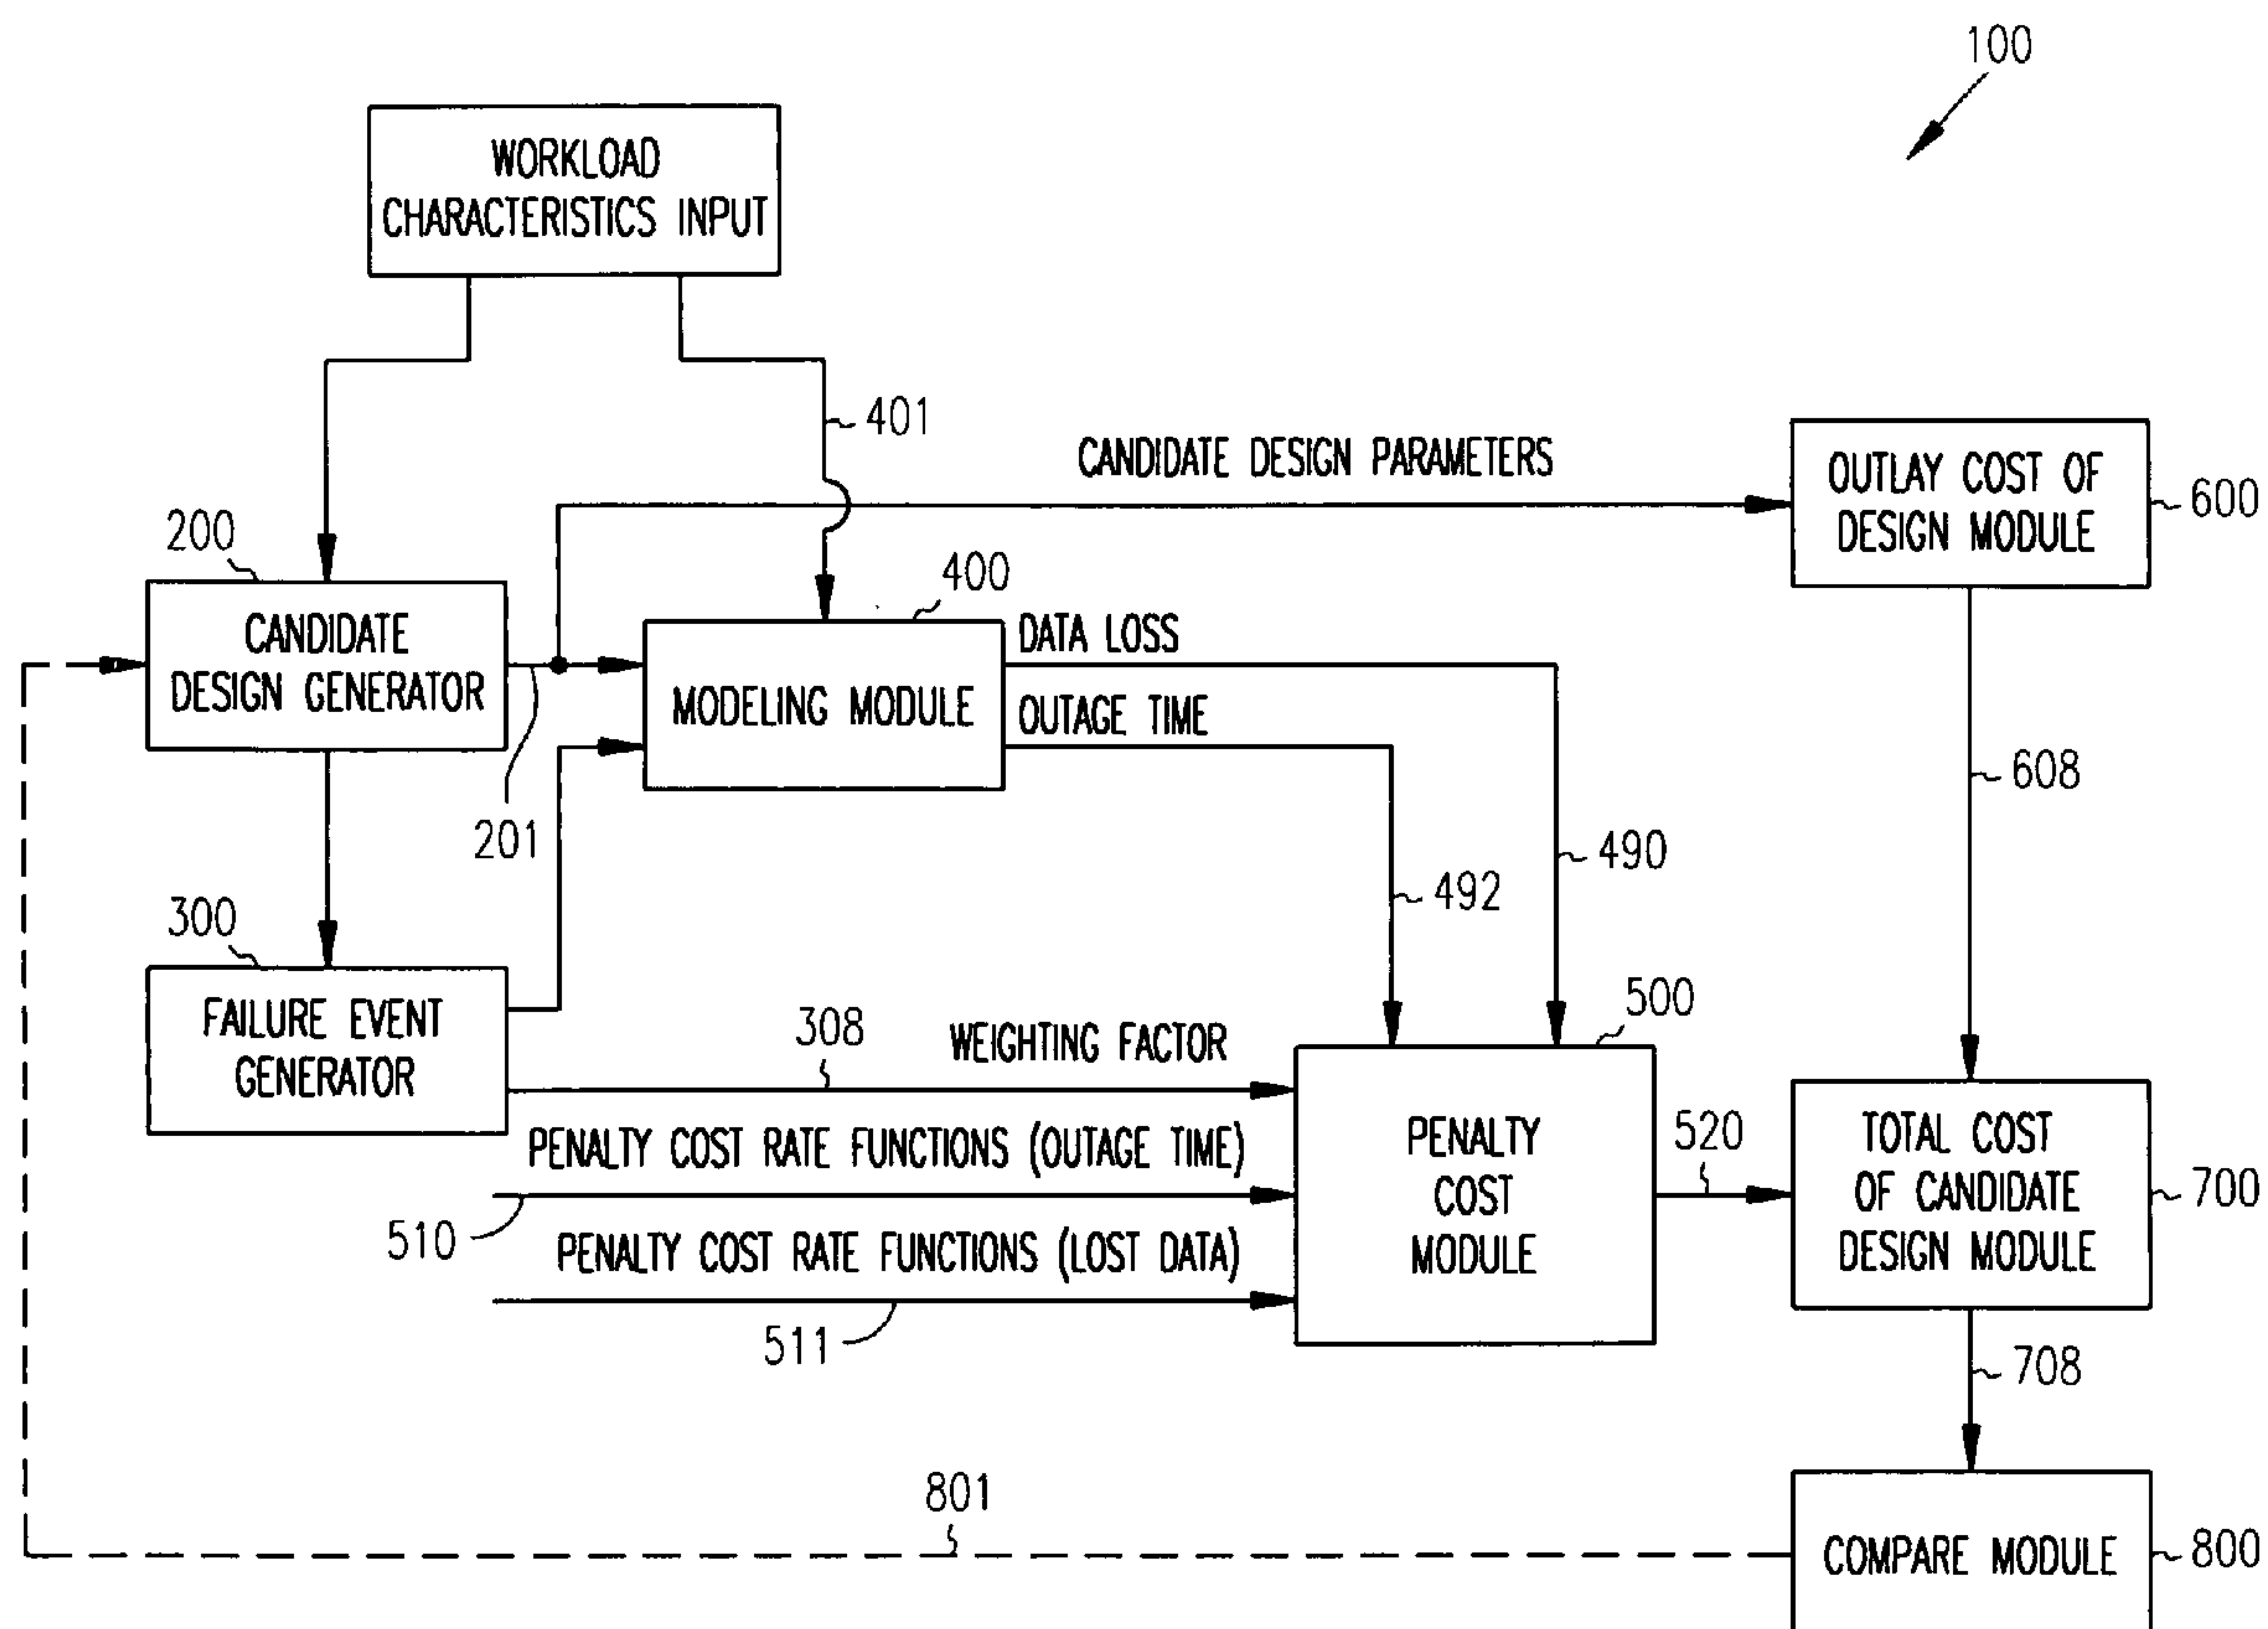 100
WORKLOAD
CHARACTERISTICS INPUT
401
CANDIDATE DESIGN PARAMETERS
OUTLAY COST OF
DESIGN MODULE
600
200
CANDIDATE
DESIGN GENERATOR
201
400
MODELING MODULE
DATA LOSS
OUTAGE TIME
490
492
608
300
FAILURE EVENT
GENERATOR
308
WEIGHTING FACTOR
PENALTY COST RATE FUNCTIONS (OUTAGE TIME)
510
PENALTY COST RATE FUNCTIONS (LOST DATA)
511
500
PENALTY
COST
MODULE
520
TOTAL COST
OF CANDIDATE
DESIGN MODULE
700
708
801
COMPARE MODULE
800